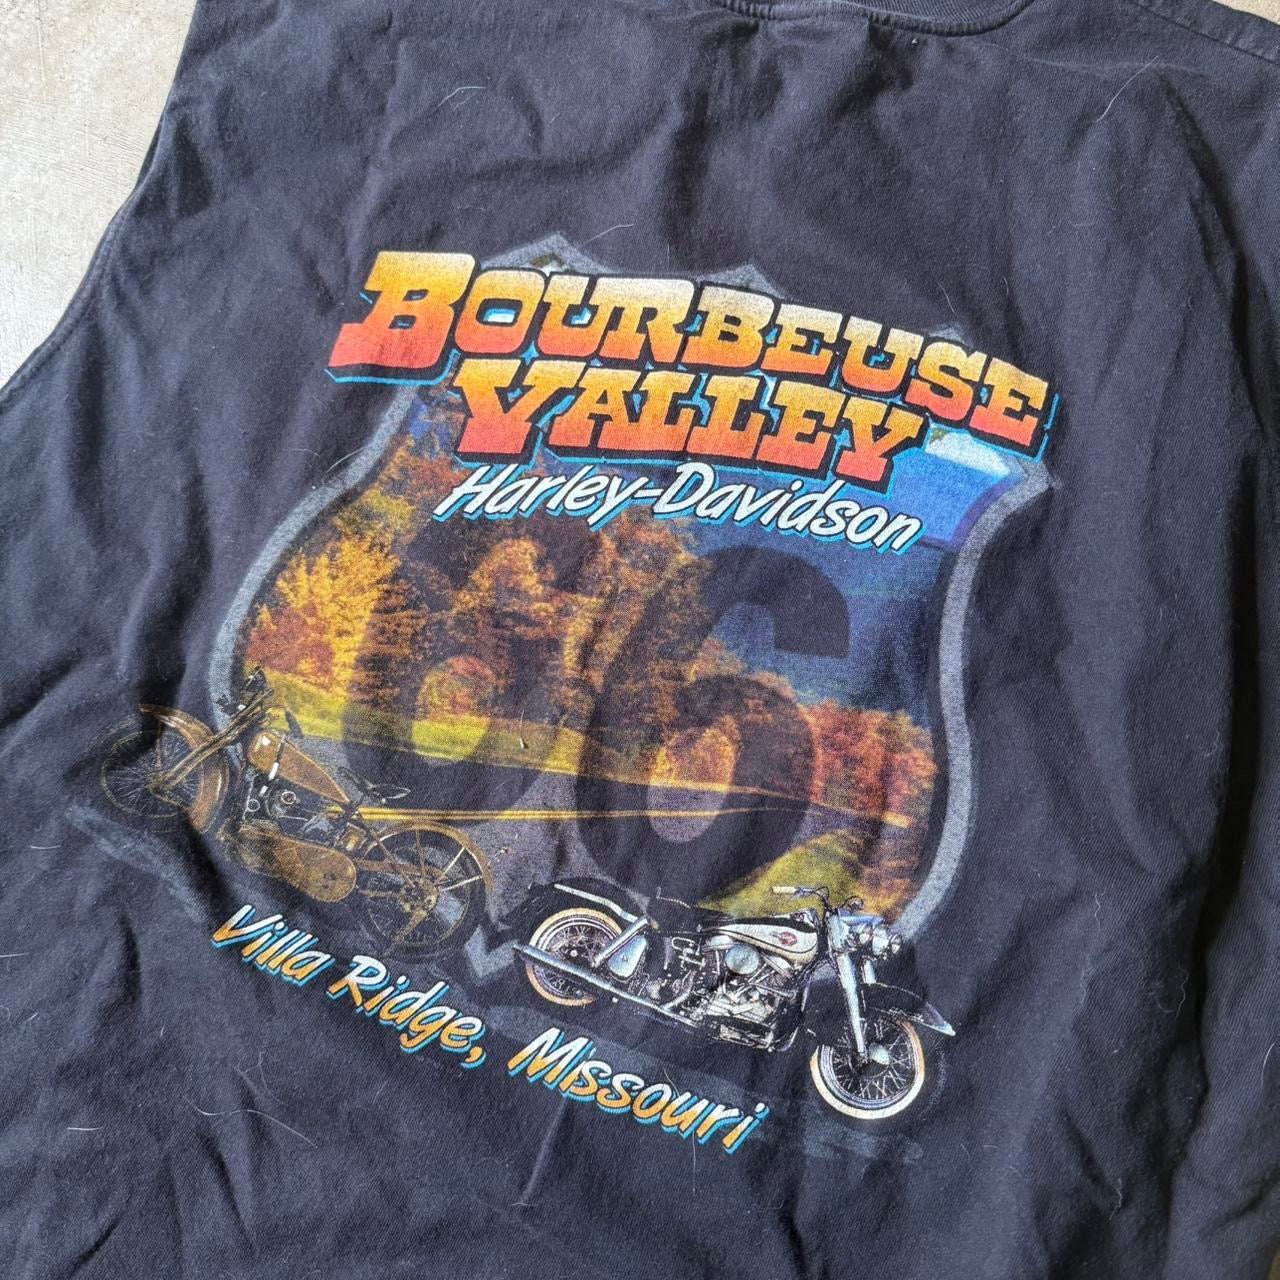 BOURBEUSE
VALLEY
Harley-Davidson
66
Villa Ridge, Missouri